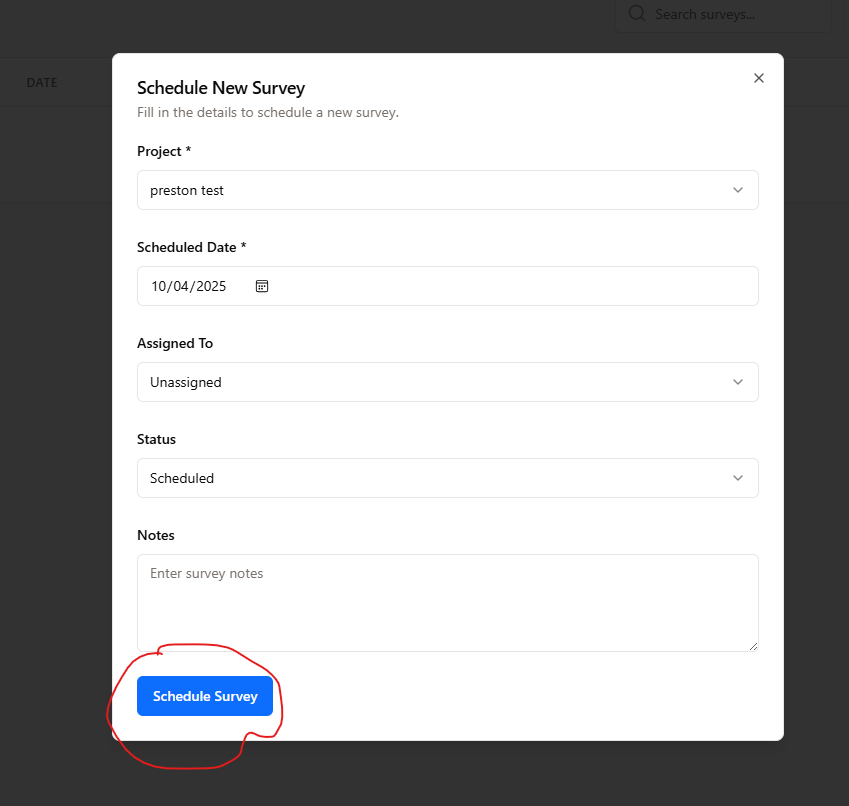 Search surveys...
DATE
Schedule New Survey
Fill in the details to schedule a new survey.
Project *
preston test
Scheduled Date *
10/04/2025
Assigned To
Unassigned
Status
Scheduled
Notes
Enter survey notes
Schedule Survey